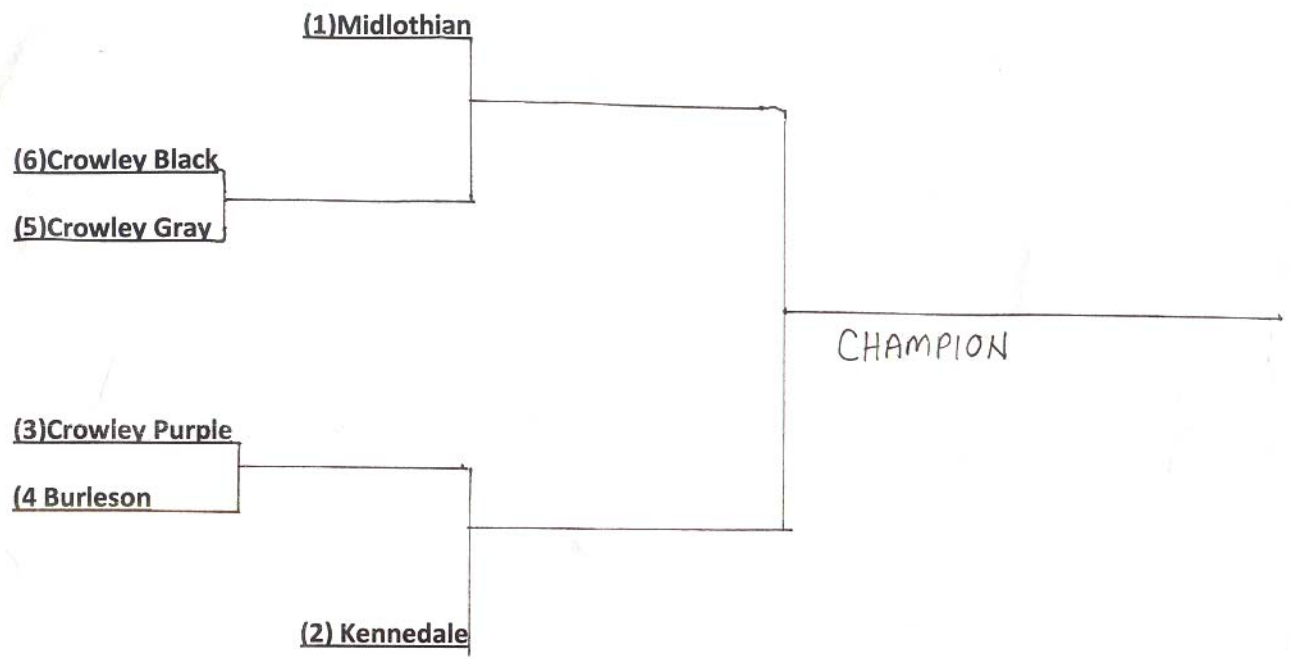 (1)Midlothian
(6)Crowley Black
(5)Crowley Gray
CHAMPION
(3)Crowley Purple
(4 Burleson
(2) Kennedale